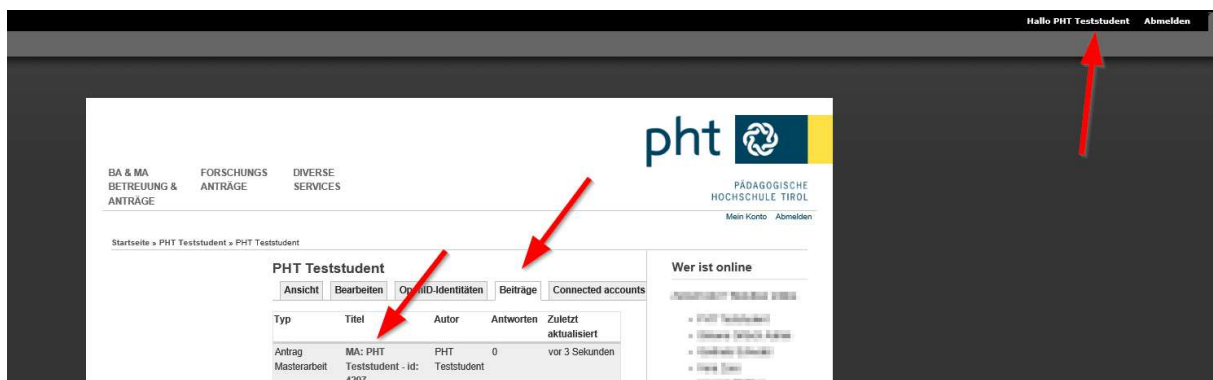 Hallo PHT Teststudent Abmelden
pht
BA & MA
BETREUUNG &
ANTRÄGE
FORSCHUNGS
ANTRÄGE
DIVERSE
SERVICES
PÄDAGOGISCHE
HOCHSCHULE TIROL
Mein Konto Abmelden
Startseite » PHT Teststudent » PHT Teststudent
PHT Teststudent
Ansicht Bearbeiten OpenID-Identitäten Beiträge Connected accounts
Typ Titel Autor Antworten Zuletzt
aktualisiert
Antrag MA: PHT PHT 0 vor 3 Sekunden
Masterarbeit Teststudent - id: Teststudent
4207
Wer ist online